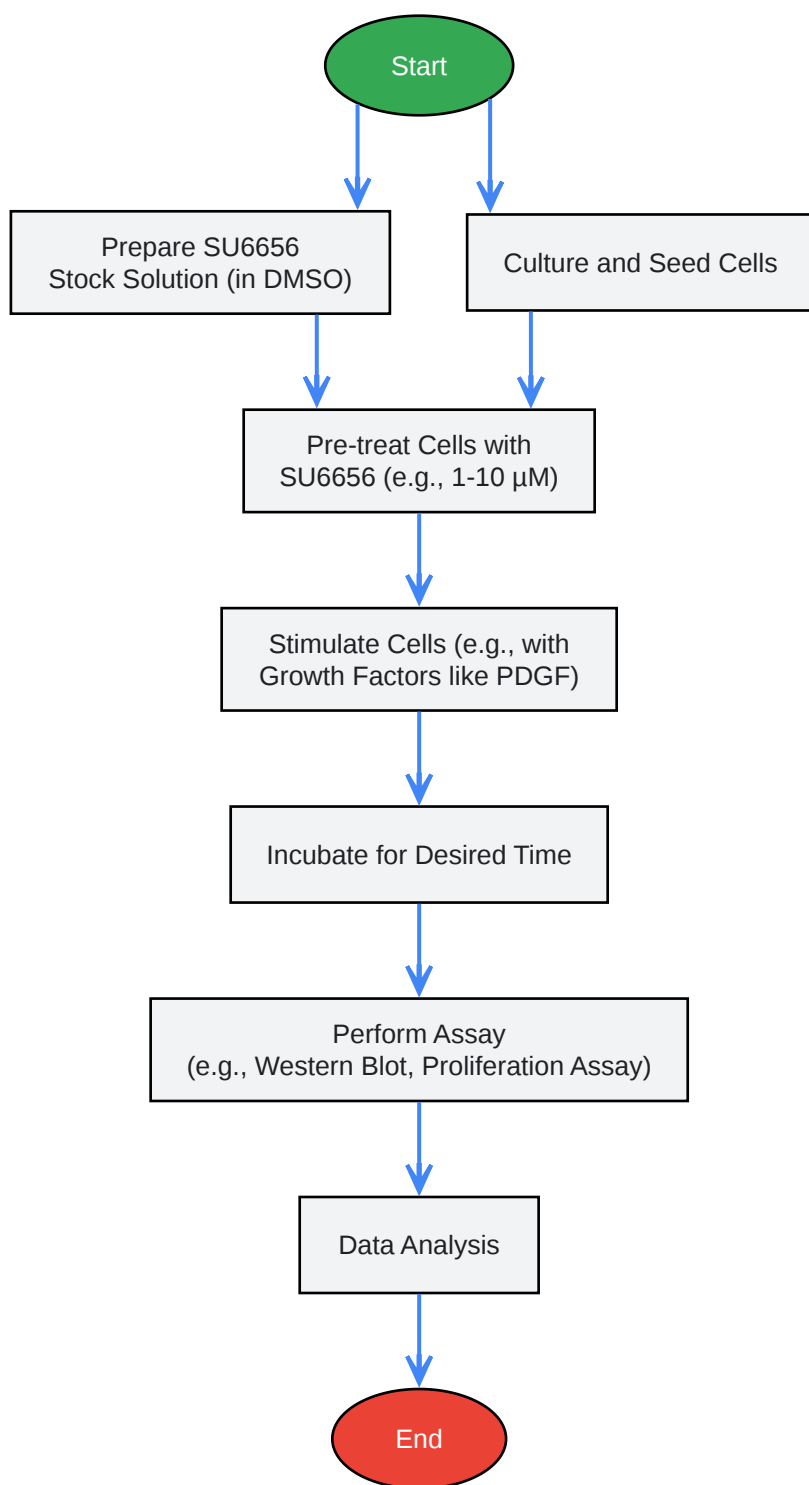 Start
Prepare SU6656
Stock Solution (in DMSO)
Culture and Seed Cells
Pre-treat Cells with
SU6656 (e.g., 1-10 µM)
Stimulate Cells (e.g., with
Growth Factors like PDGF)
Incubate for Desired Time
Perform Assay
(e.g., Western Blot, Proliferation Assay)
Data Analysis
End